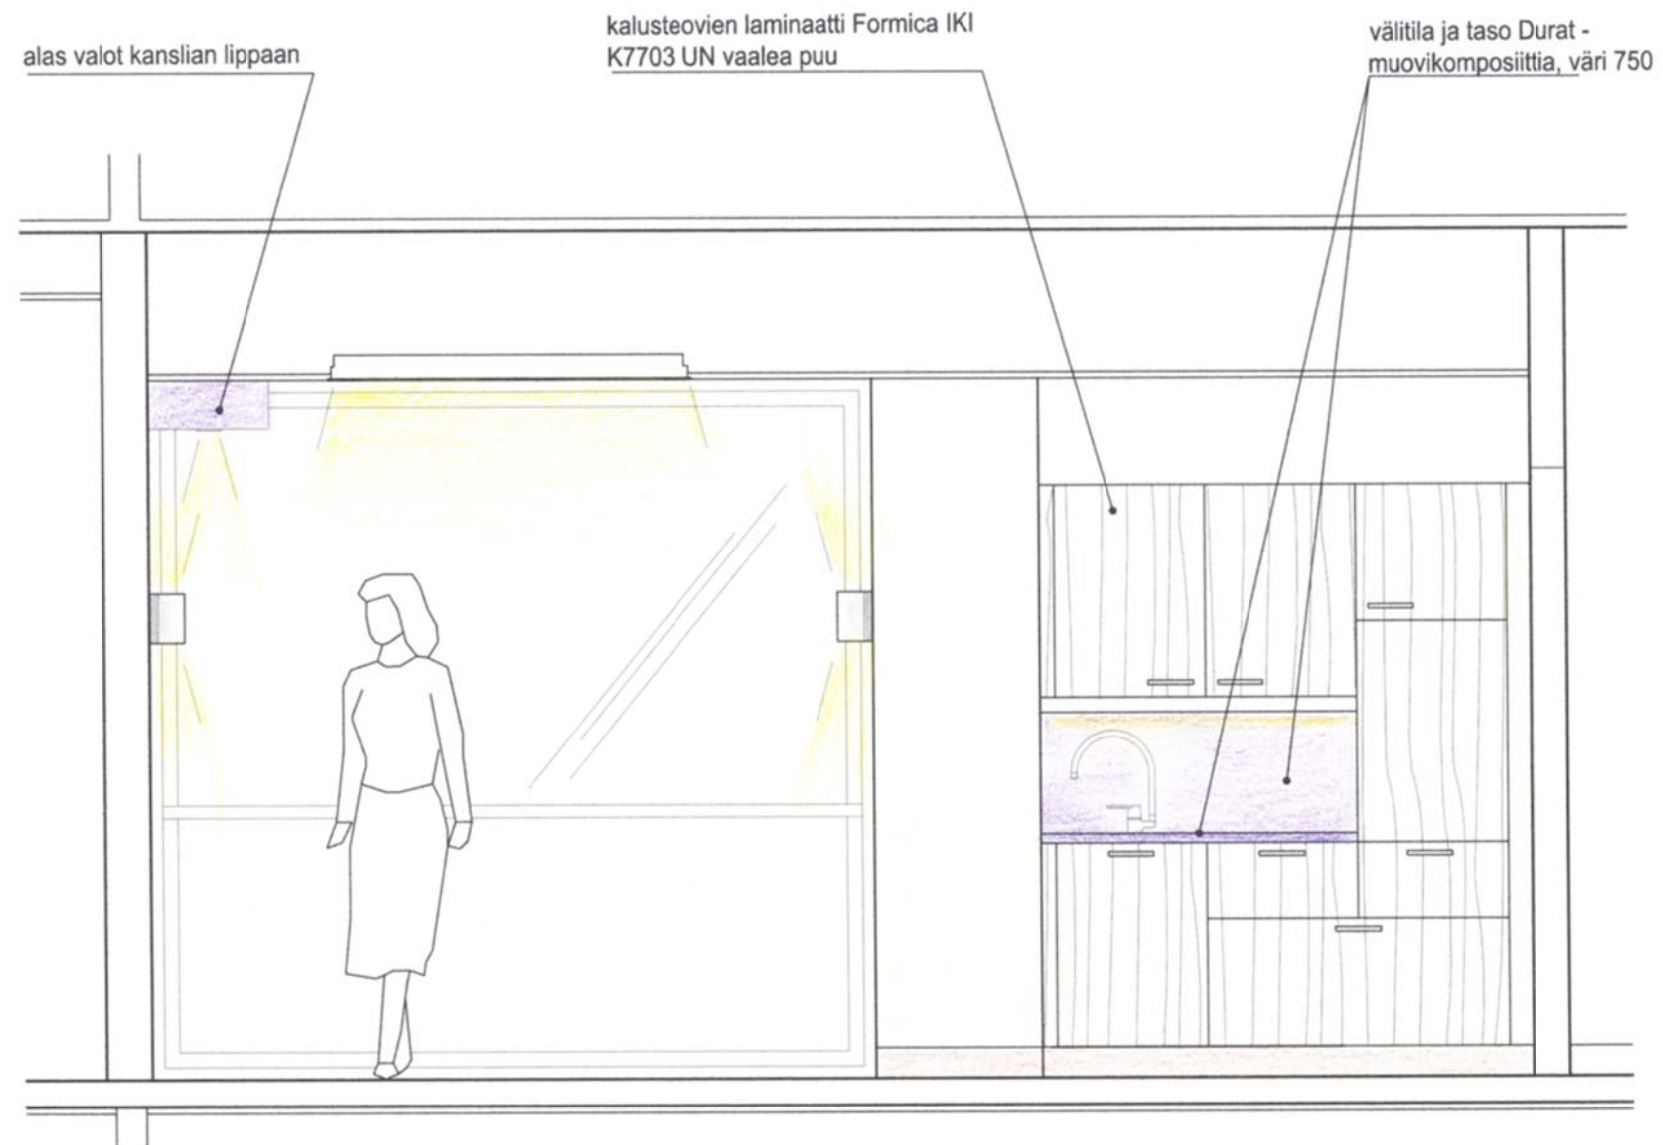 alas valot kanslian lippaan
kalusteovien laminaatti Formica IKI
K7703 UN vaalea puu
välitila ja taso Durat -
muovikomposiittia, väri 750